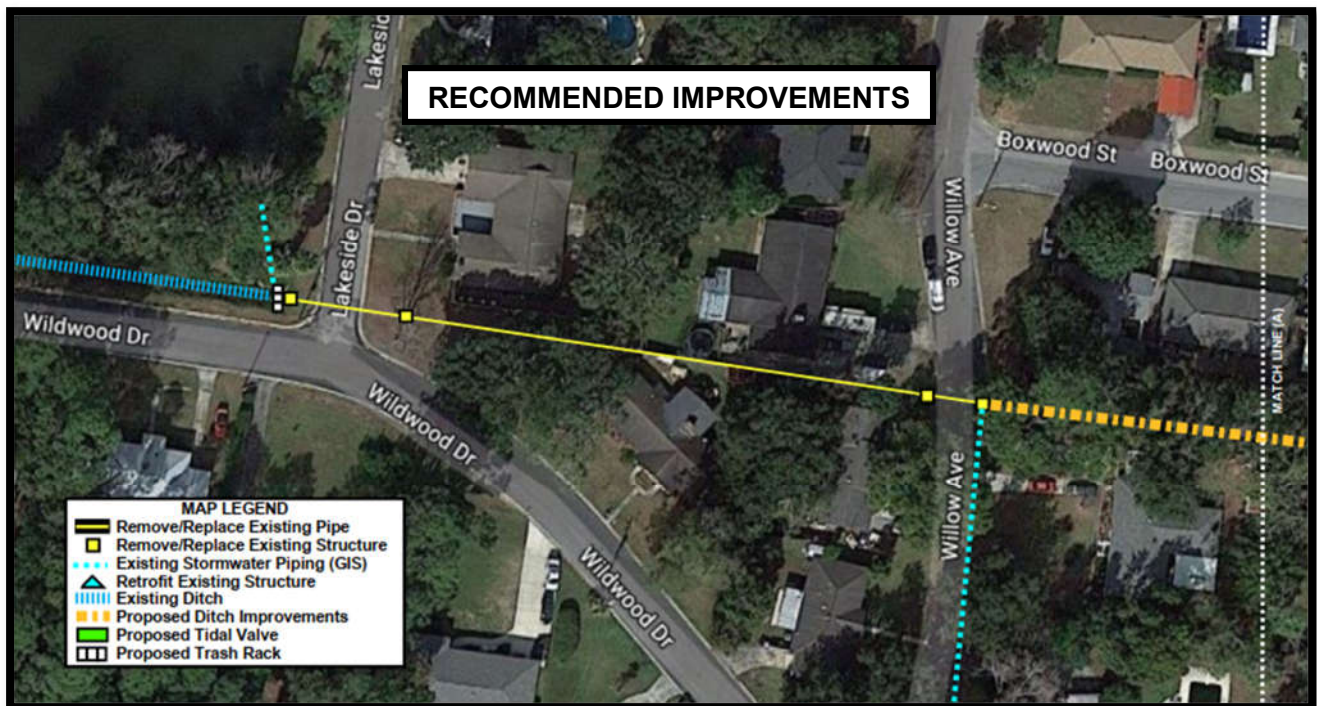 RECOMMENDED IMPROVEMENTS
Lakesid
Lakeside Dr
Wildwood Dr
Wildwood Dr
Wildwood Dr
Willow Ave
Willow Ave
Boxwood St
Boxwood St
MATCH LINE (A)
MAP LEGEND
Remove/Replace Existing Pipe
Remove/Replace Existing Structure
Existing Stormwater Piping (GIS)
Retrofit Existing Structure
Existing Ditch
Proposed Ditch Improvements
Proposed Tidal Valve
Proposed Trash Rack